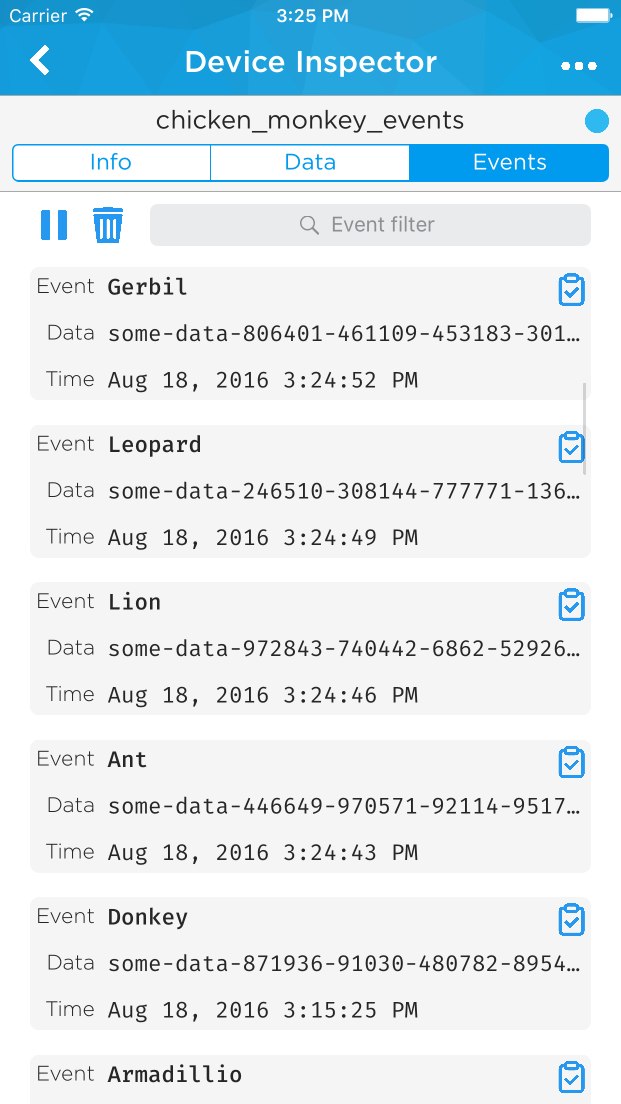 Carrier 3:25 PM
Device Inspector
chicken_monkey_events
Info Data Events
Event filter
Event Gerbil
Data some-data-806401-461109-453183-301…
Time Aug 18, 2016 3:24:52 PM
Event Leopard
Data some-data-246510-308144-777771-136…
Time Aug 18, 2016 3:24:49 PM
Event Lion
Data some-data-972843-740442-6862-52926…
Time Aug 18, 2016 3:24:46 PM
Event Ant
Data some-data-446649-970571-92114-9517…
Time Aug 18, 2016 3:24:43 PM
Event Donkey
Data some-data-871936-91030-480782-8954…
Time Aug 18, 2016 3:15:25 PM
Event Armadillio